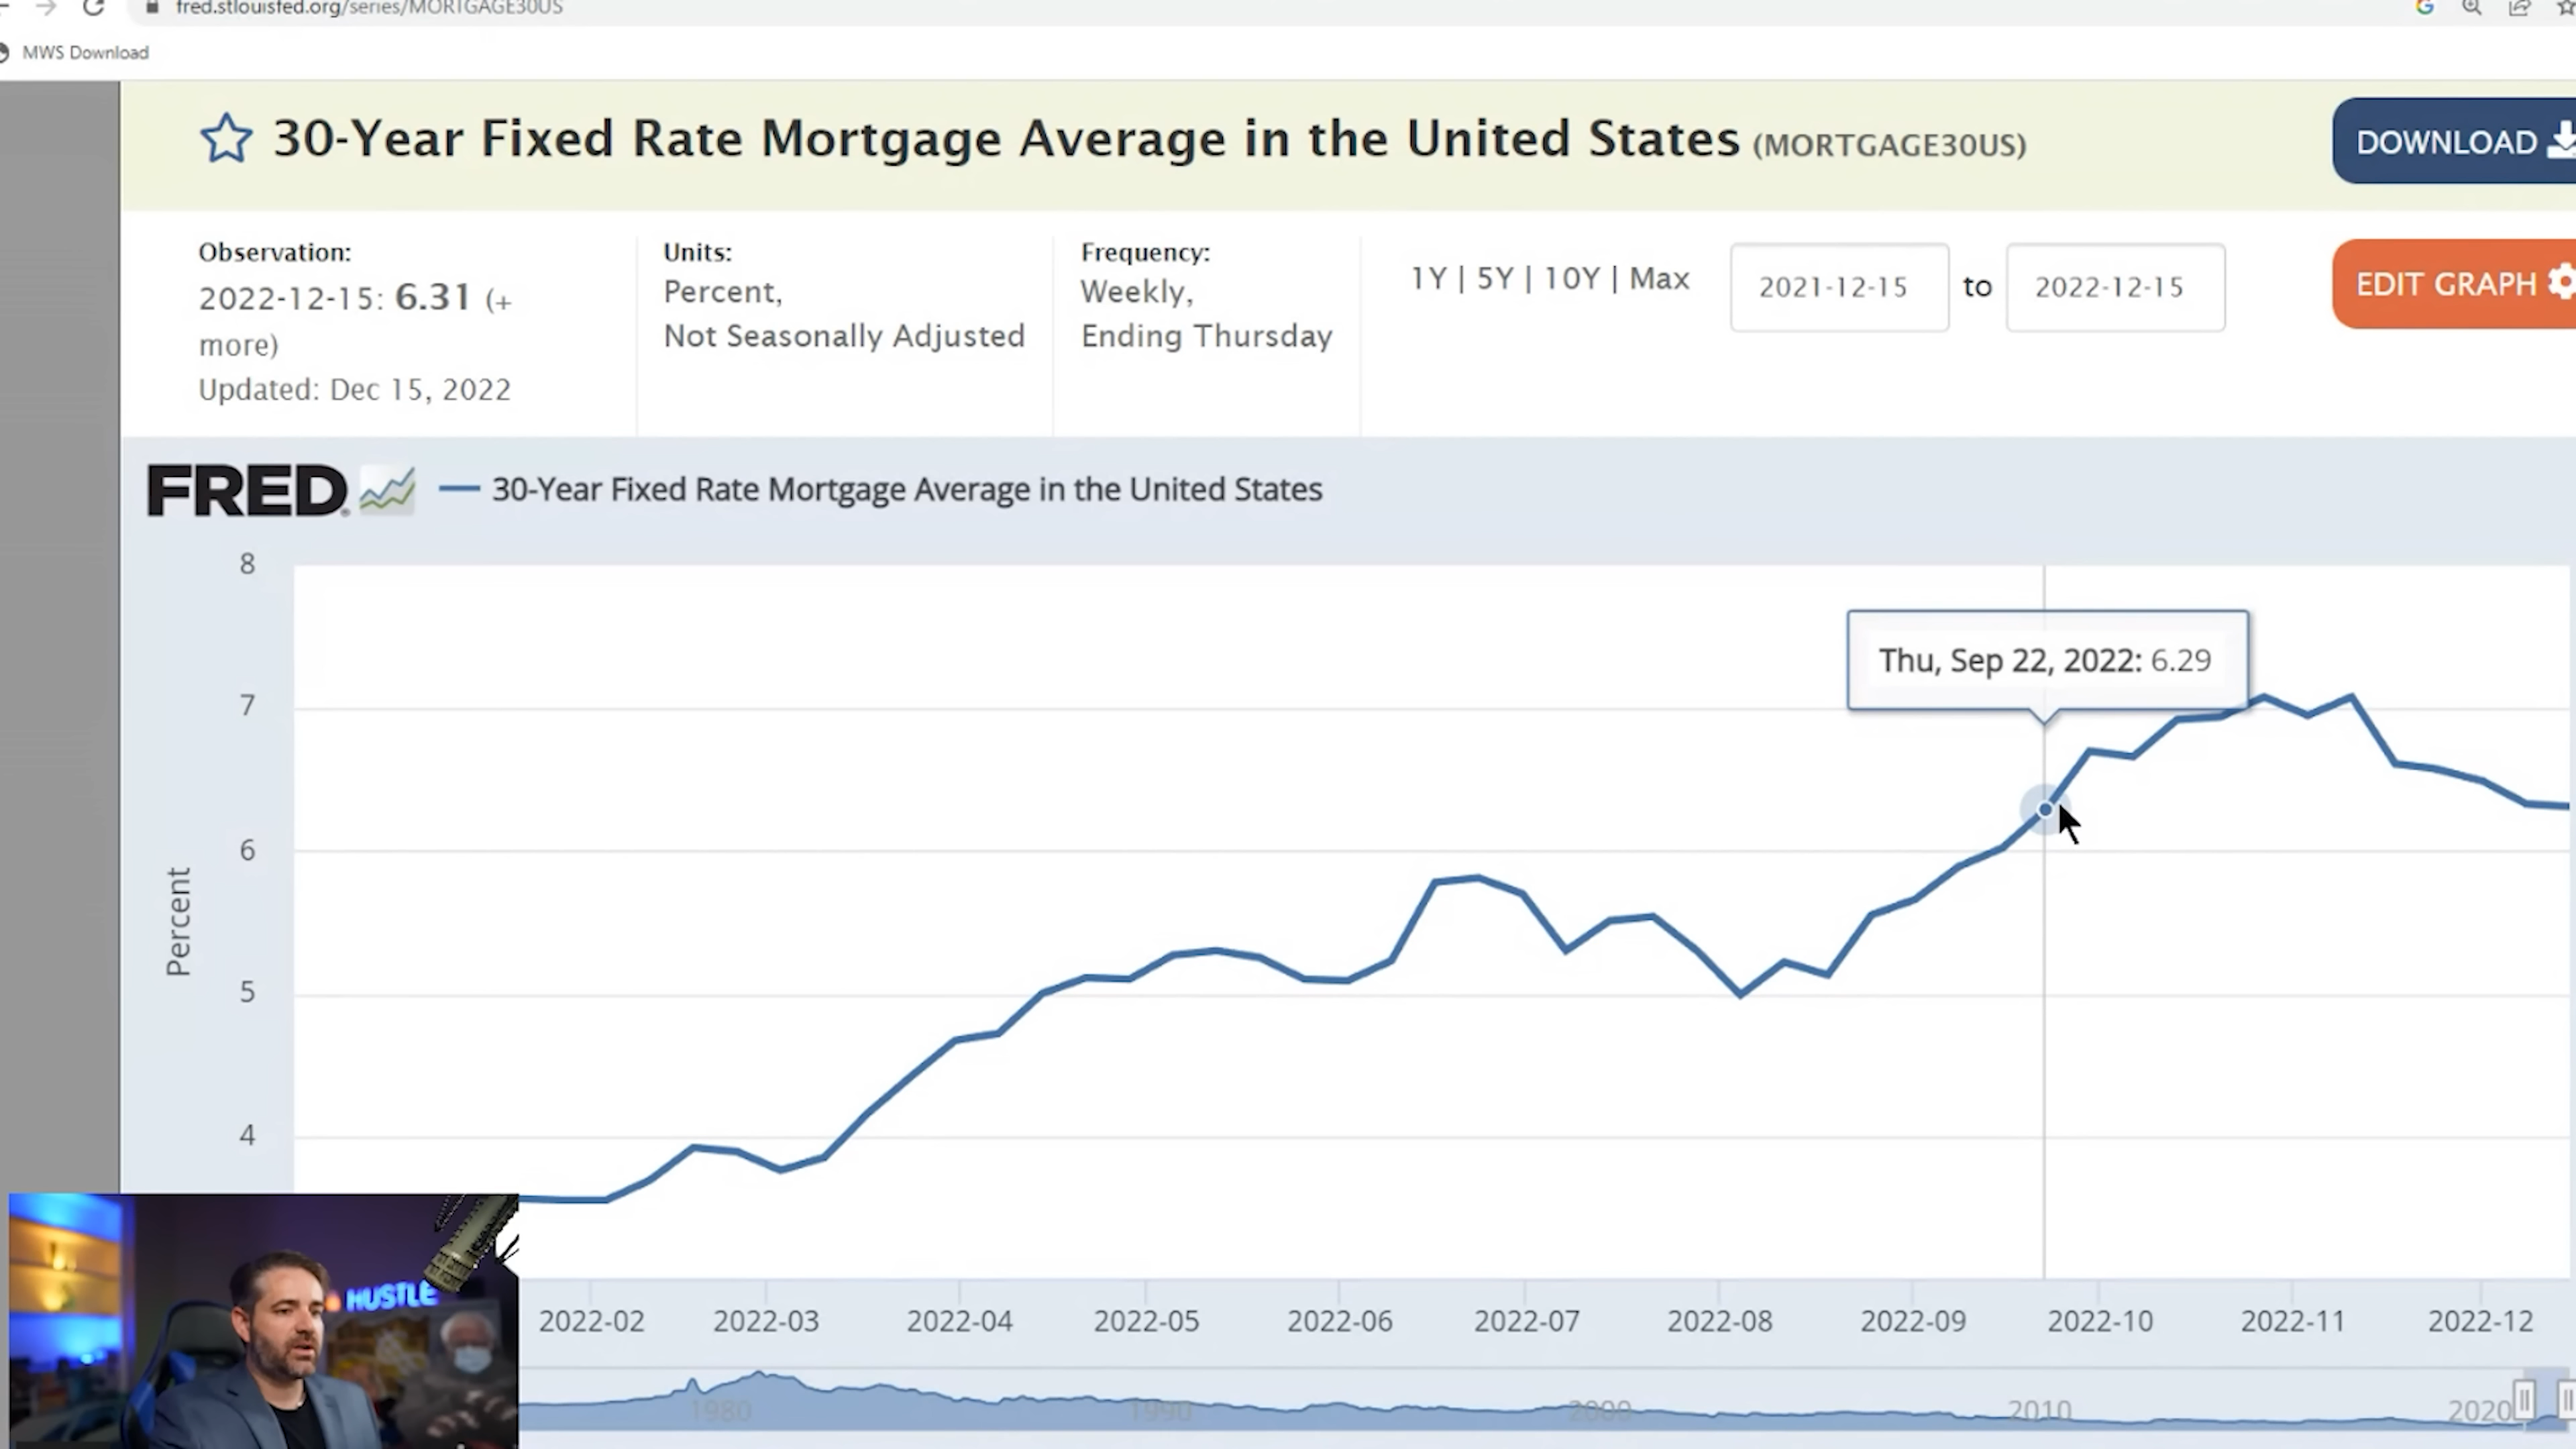 fred.stlouisfed.org/series/MORTGAGE30US
MWS Download
30-Year Fixed Rate Mortgage Average in the United States (MORTGAGE30US)
DOWNLOAD
Observation:
2022-12-15: 6.31 (+
more)
Updated: Dec 15, 2022
Units:
Percent,
Not Seasonally Adjusted
Frequency:
Weekly,
Ending Thursday
1Y | 5Y | 10Y | Max
2021-12-15 to 2022-12-15
EDIT GRAPH
FRED
30-Year Fixed Rate Mortgage Average in the United States
8
7
6
5
4
Percent
Thu, Sep 22, 2022: 6.29
HUSTLE
2022-02 2022-03 2022-04 2022-05 2022-06 2022-07 2022-08 2022-09 2022-10 2022-11 2022-12
1980 1990 2000 2010 2020